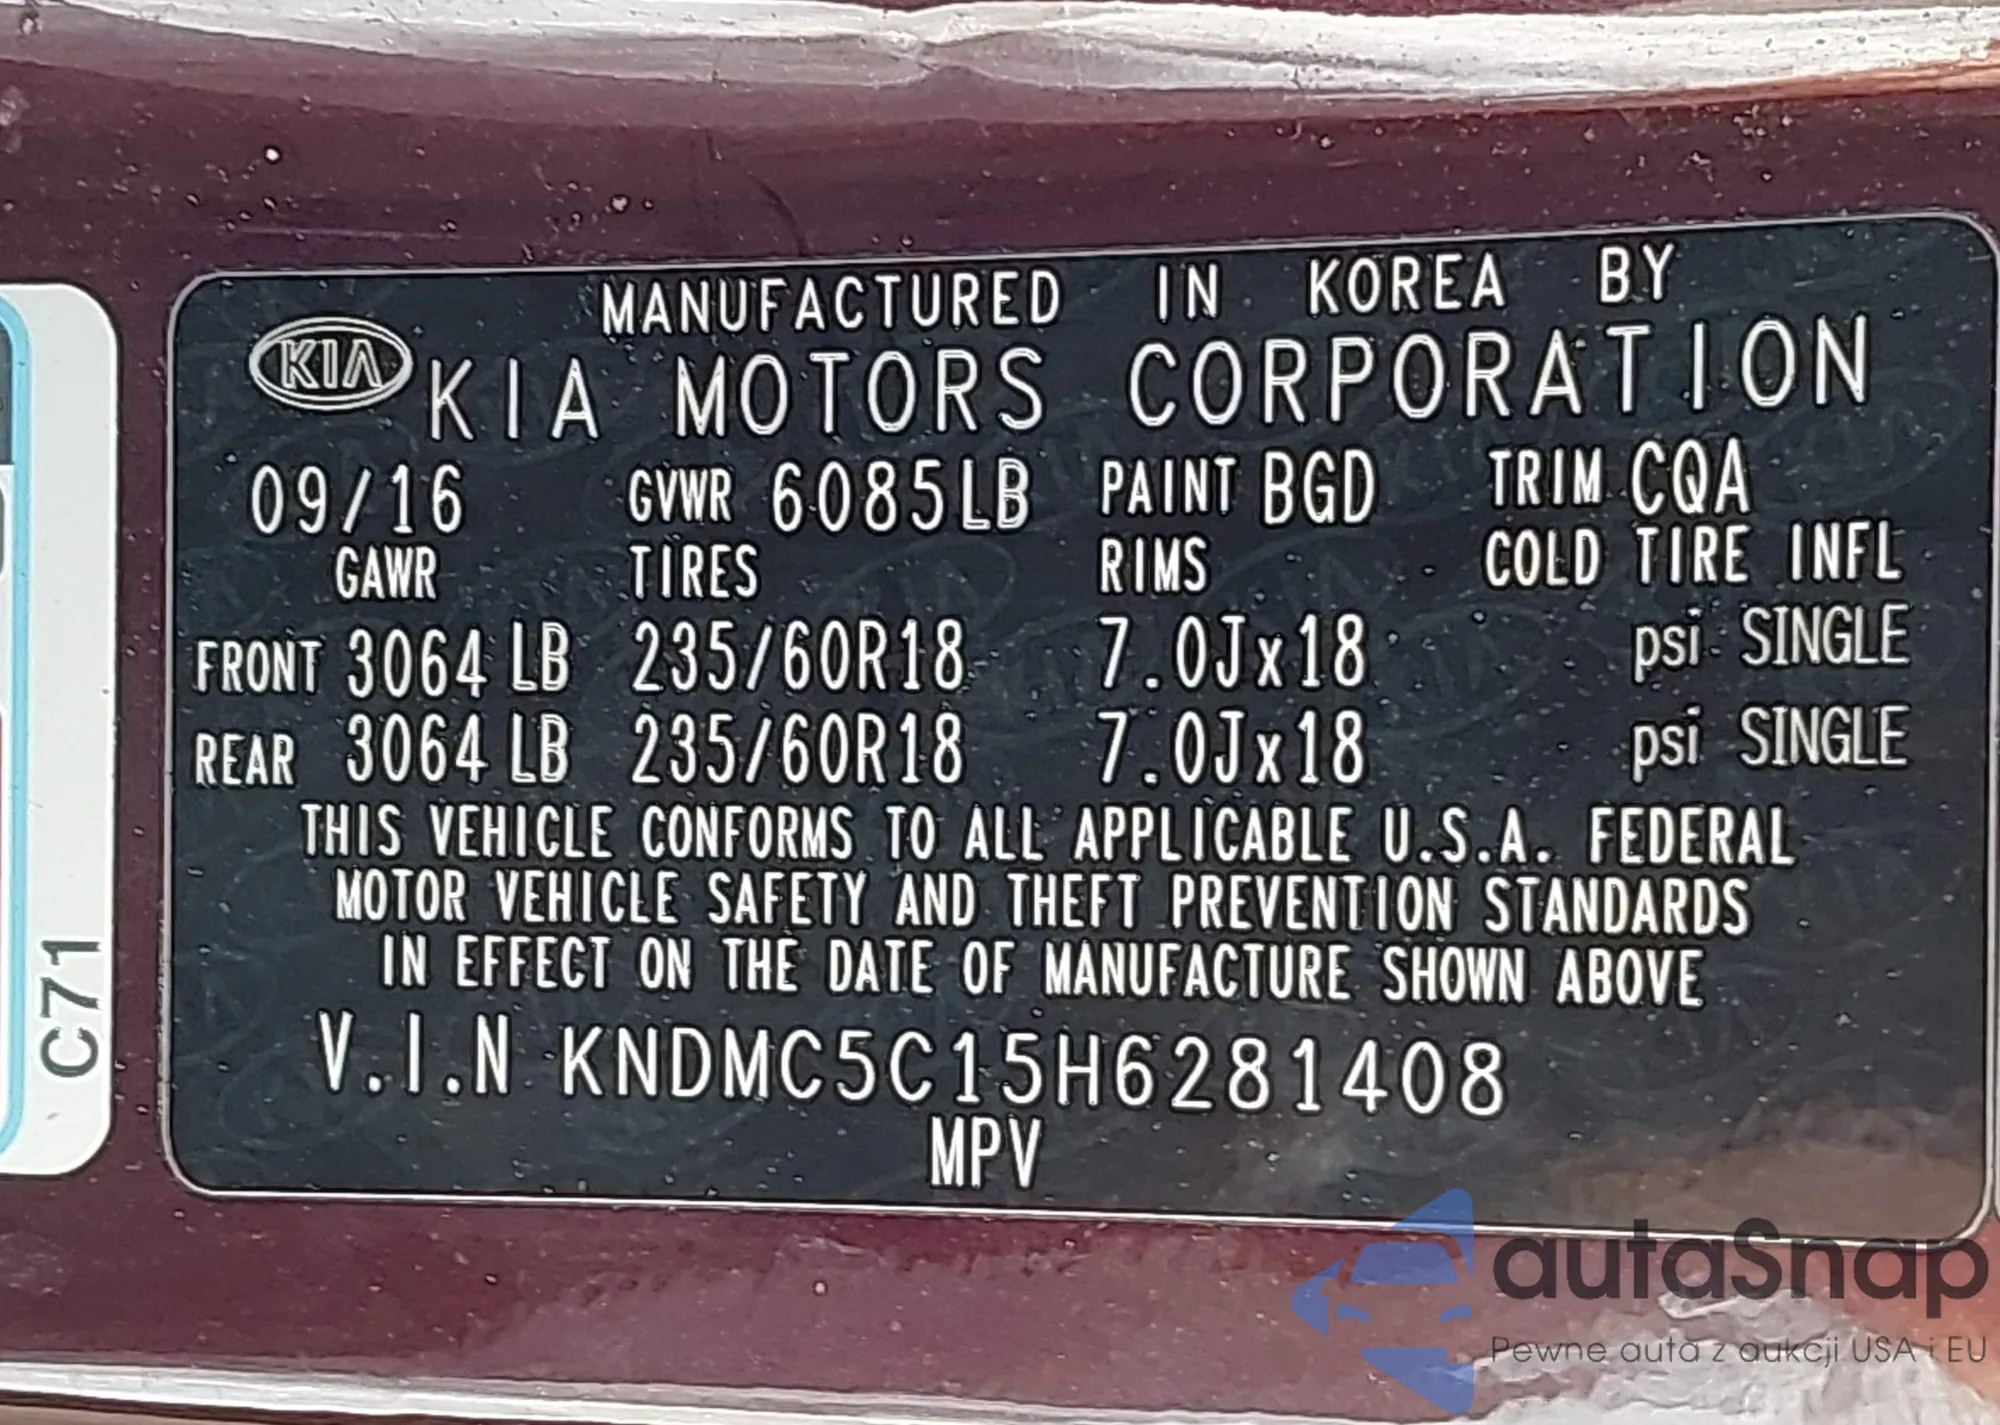 MANUFACTURED IN KOREA BY
KIA KIA MOTORS CORPORATION
09/16 GVWR 6085LB PAINT BGD TRIM CQA
GAWR TIRES RIMS COLD TIRE INFL
FRONT 3064 LB 235/60R18 7.0Jx18 psi SINGLE
REAR 3064 LB 235/60R18 7.0Jx18 psi SINGLE
THIS VEHICLE CONFORMS TO ALL APPLICABLE U.S.A. FEDERAL
MOTOR VEHICLE SAFETY AND THEFT PREVENTION STANDARDS
IN EFFECT ON THE DATE OF MANUFACTURE SHOWN ABOVE
V.I.N KNDMC5C15H6281408
MPV
C71
autaSnap
Pewne auta z aukcji USA i EU